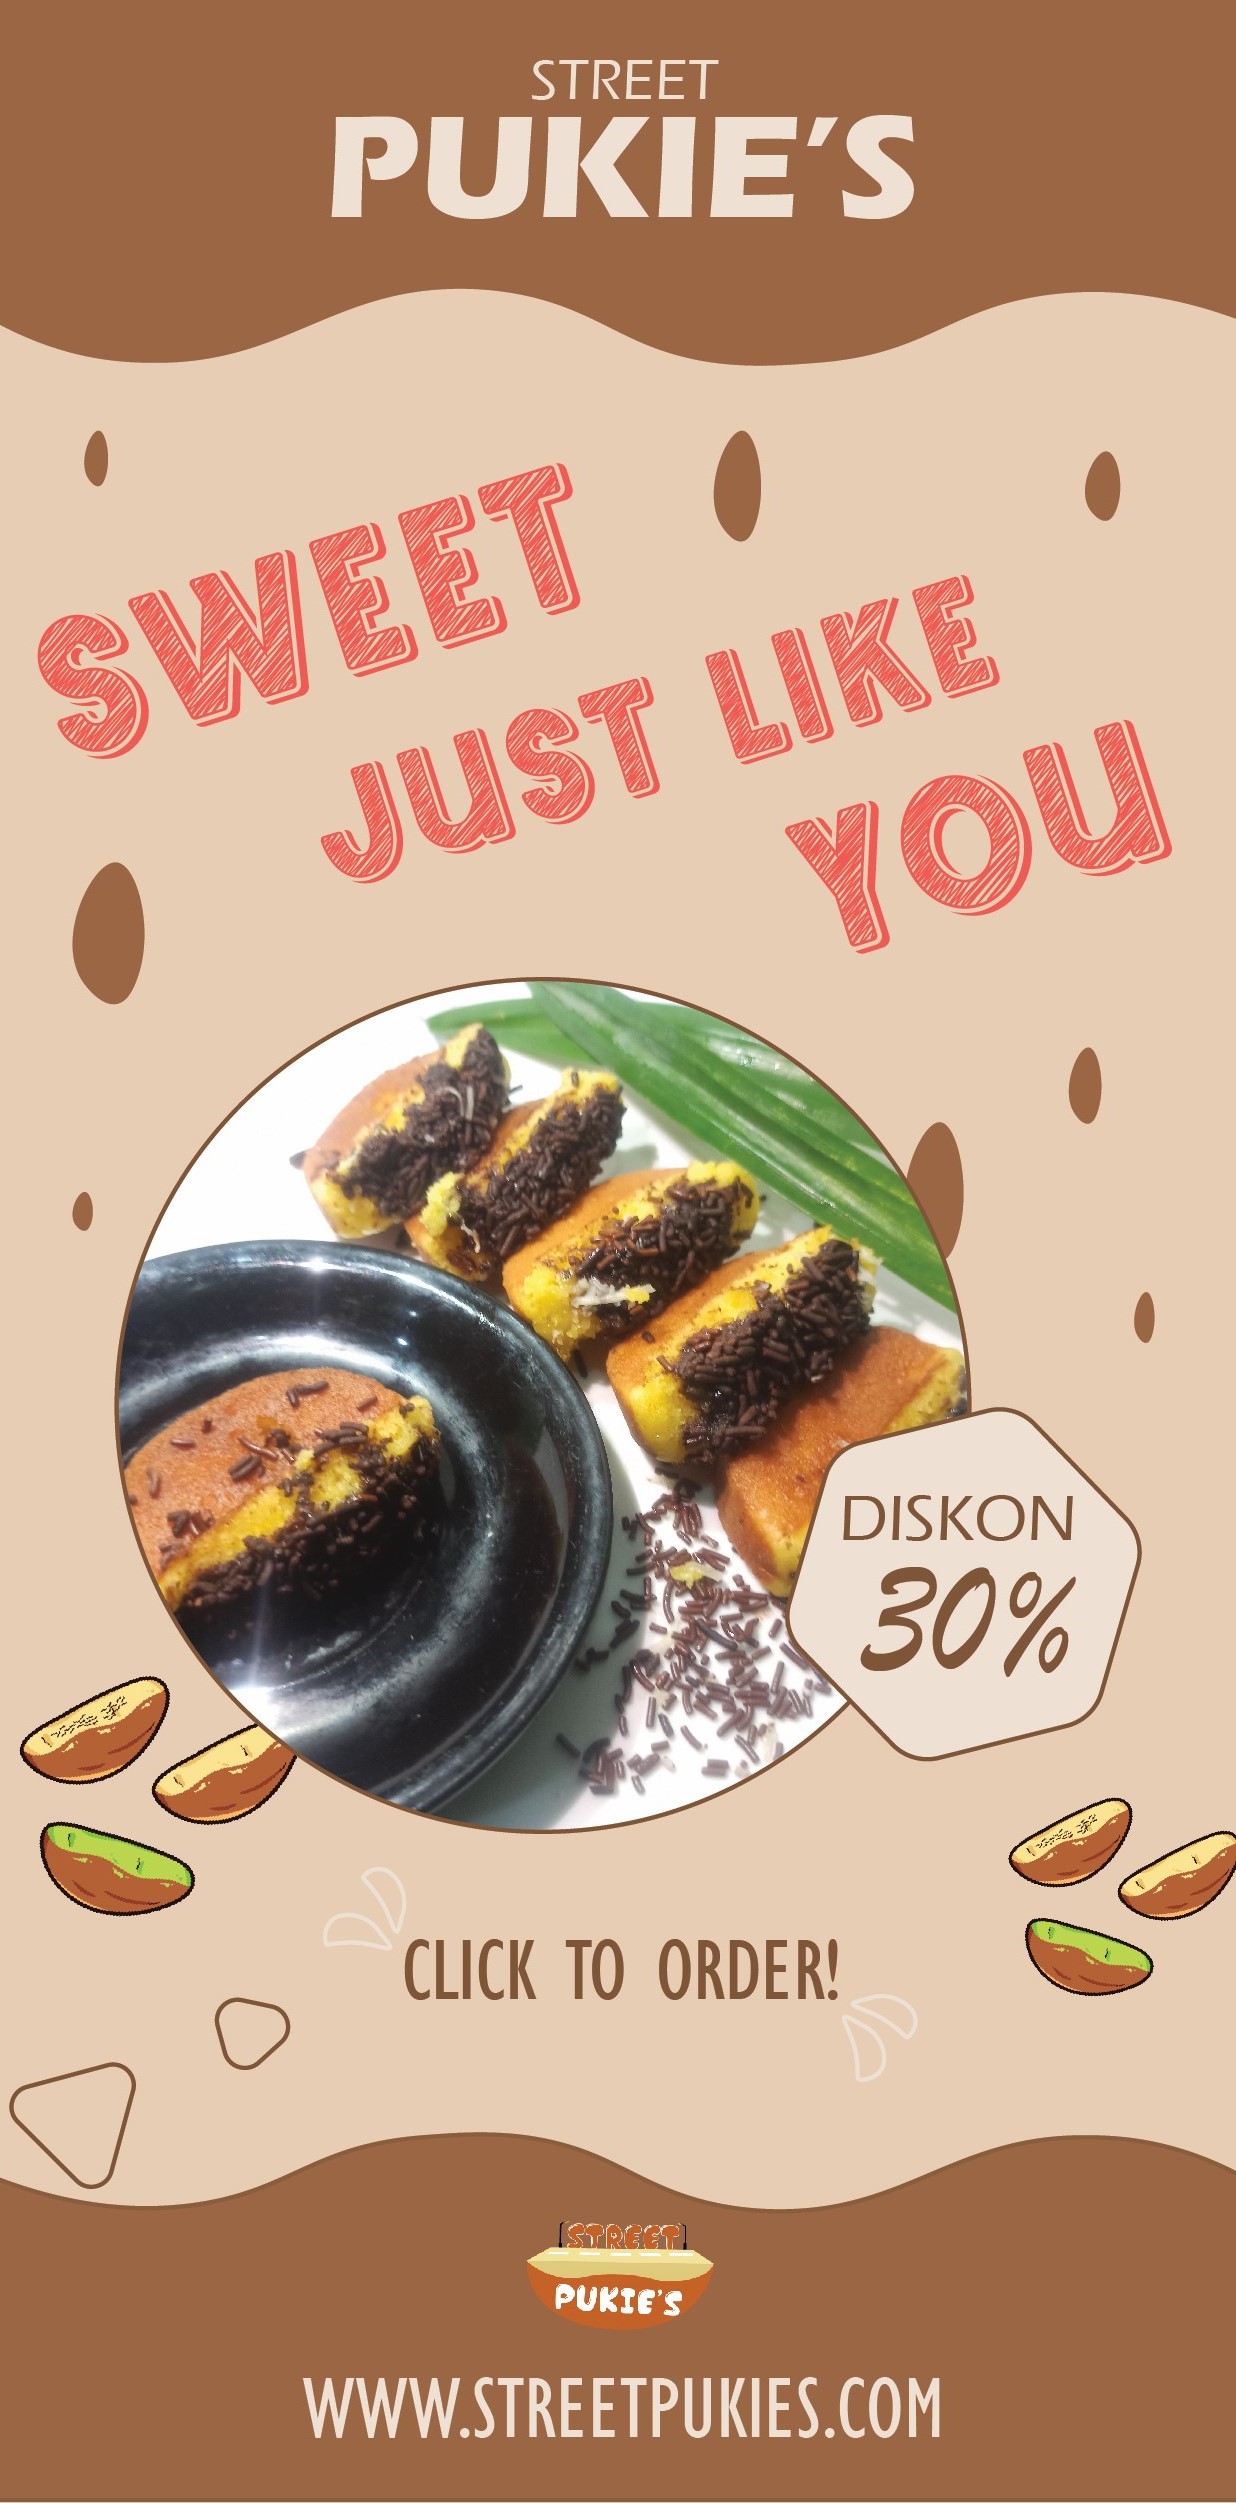 STREET
PUKIE'S
SWEET
JUST LIKE
YOU
DISKON
30%
CLICK TO ORDER!
STREET
PUKIE'S
WWW.STREETPUKIES.COM